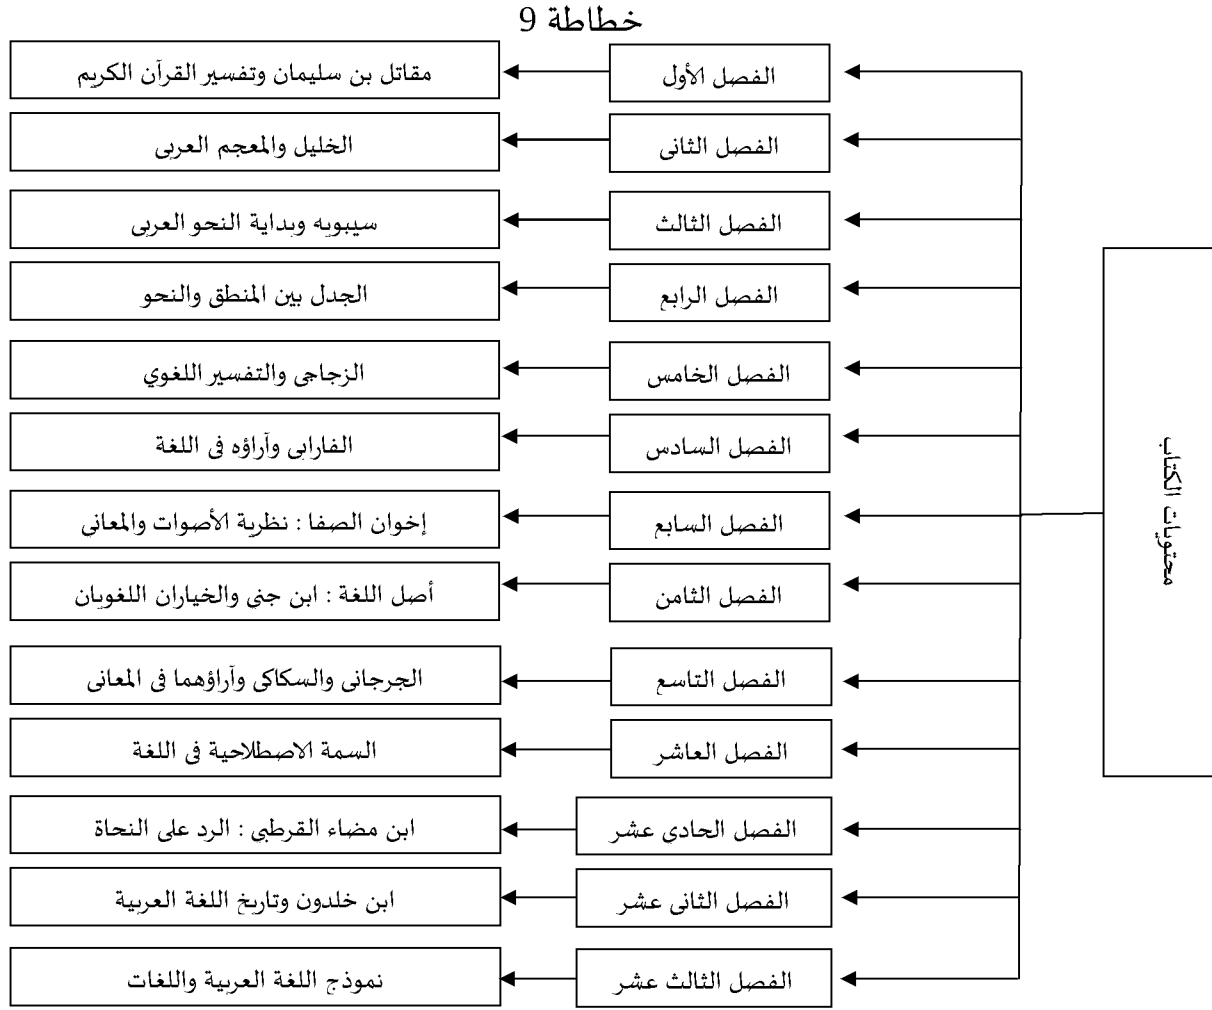 خطاطة 9
محتويات الكتاب
الفصل الأول
مقاتل بن سليمان وتفسير القرآن الكريم
الفصل الثانى
الخليل والمعجم العربى
الفصل الثالث
سيبويه وبداية النحو العربى
الفصل الرابع
الجدل بين المنطق والنحو
الفصل الخامس
الزجاجى والتفسير اللغوي
الفصل السادس
الفارابى وآراؤه فى اللغة
الفصل السابع
إخوان الصفا : نظرية الأصوات والمعانى
الفصل الثامن
أصل اللغة : ابن جني والخياران اللغويان
الفصل التاسع
الجرجانى والسكاكى وآراؤهما فى المعانى
الفصل العاشر
السمة الاصطلاحية فى اللغة
الفصل الحادى عشر
ابن مضاء القرطبى : الرد على النحاة
الفصل الثانى عشر
ابن خلدون وتاريخ اللغة العربية
الفصل الثالث عشر
نموذج اللغة العربية واللغات